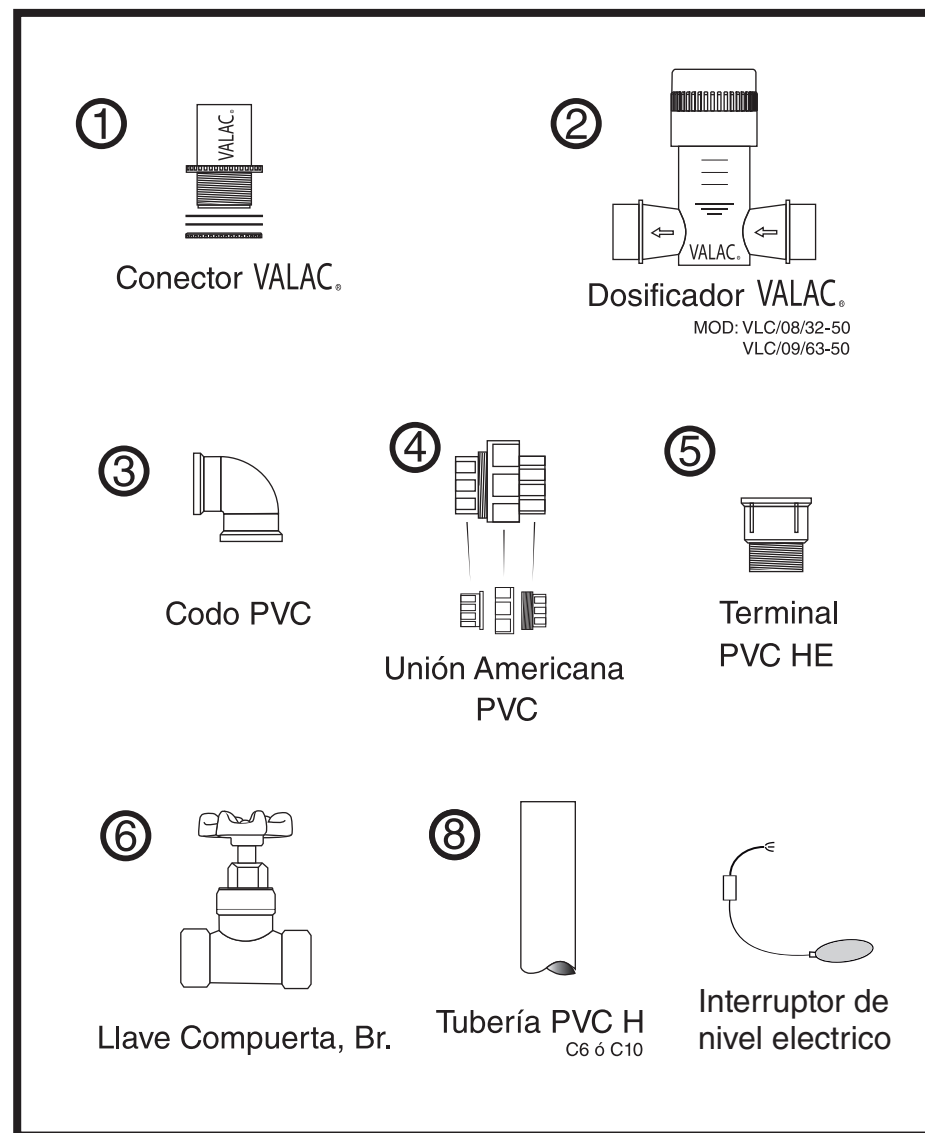 1
VALAC®
Conector VALAC®
2
VALAC®
Dosificador VALAC®
MOD: VLC/08/32-50
VLC/09/63-50
3
Codo PVC
4
Unión Americana
PVC
5
Terminal
PVC HE
6
Llave Compuerta, Br.
8
Tubería PVC H
C6 ó C10
Interruptor de
nivel electrico